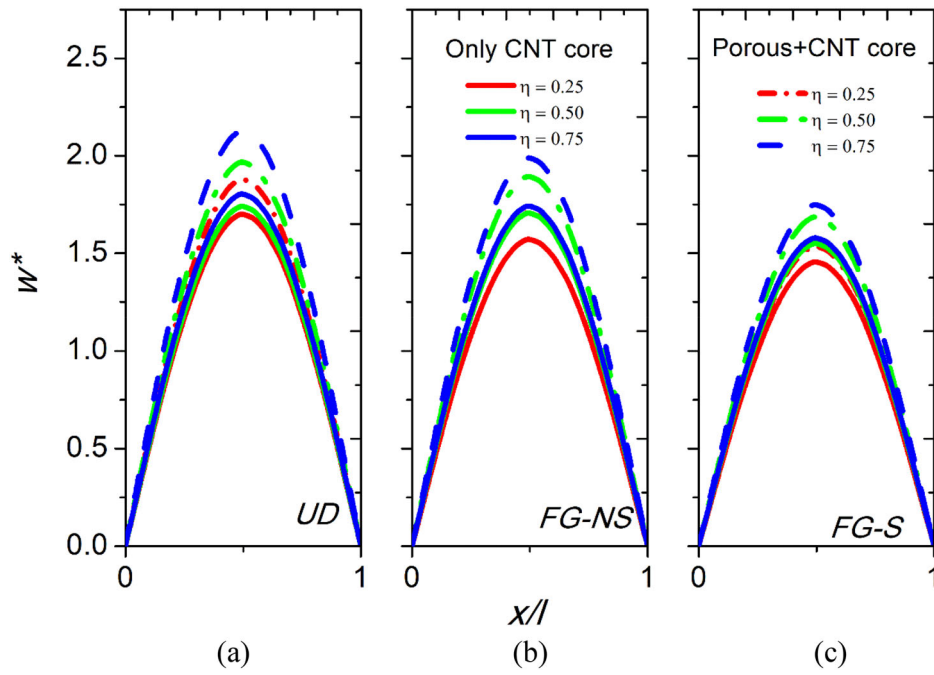 2.5
2.0
1.5
1.0
0.5
0.0
w*
UD
0
1
Only CNT core
η = 0.25
η = 0.50
η = 0.75
FG-NS
0
1
Porous+CNT core
η = 0.25
η = 0.50
η = 0.75
FG-S
0
1
x/l
(a)
(b)
(c)